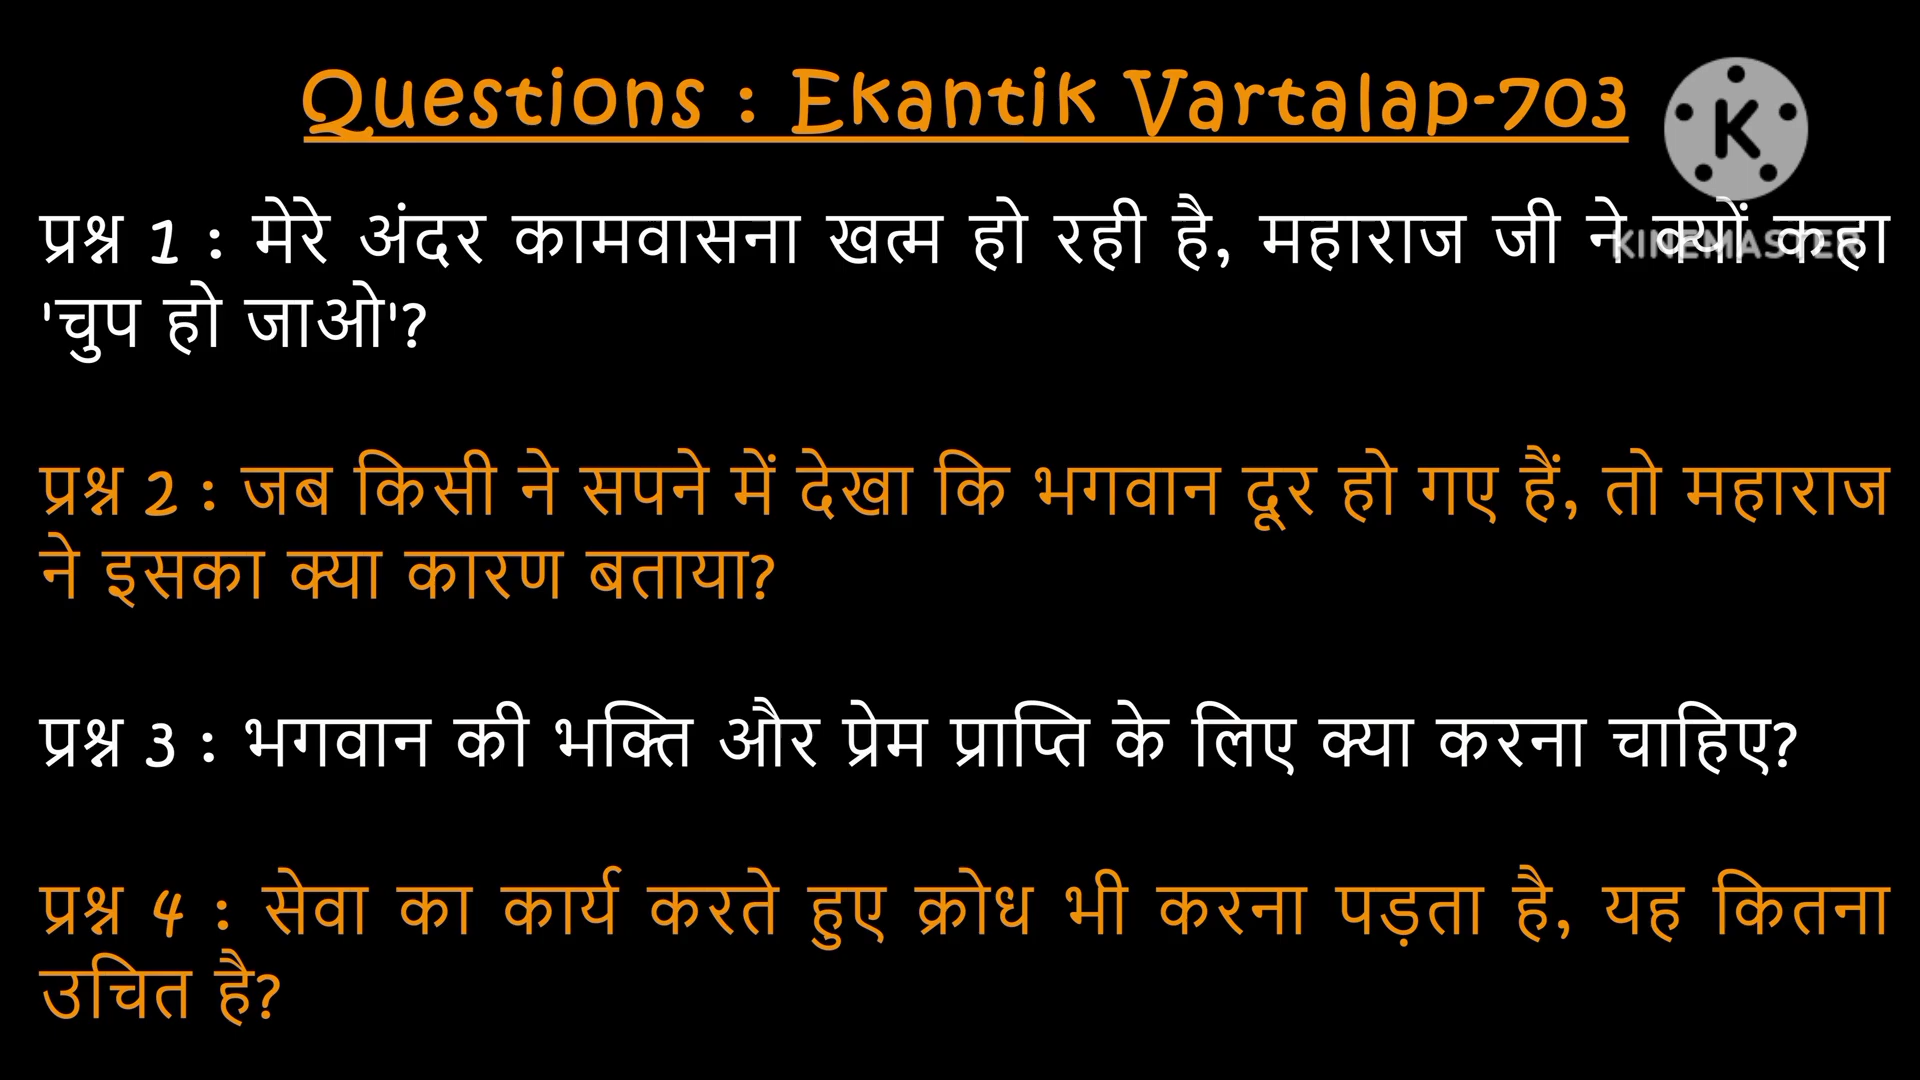 Questions : Ekantik Vartalap-703
K
KINEMASTER
प्रश्न 1 : मेरे अंदर कामवासना खत्म हो रही है, महाराज जी ने क्यों कहा
'चुप हो जाओ'?
प्रश्न 2 : जब किसी ने सपने में देखा कि भगवान दूर हो गए हैं, तो महाराज
ने इसका क्या कारण बताया?
प्रश्न 3 : भगवान की भक्ति और प्रेम प्राप्ति के लिए क्या करना चाहिए?
प्रश्न 4 : सेवा का कार्य करते हुए क्रोध भी करना पड़ता है, यह कितना
उचित है?